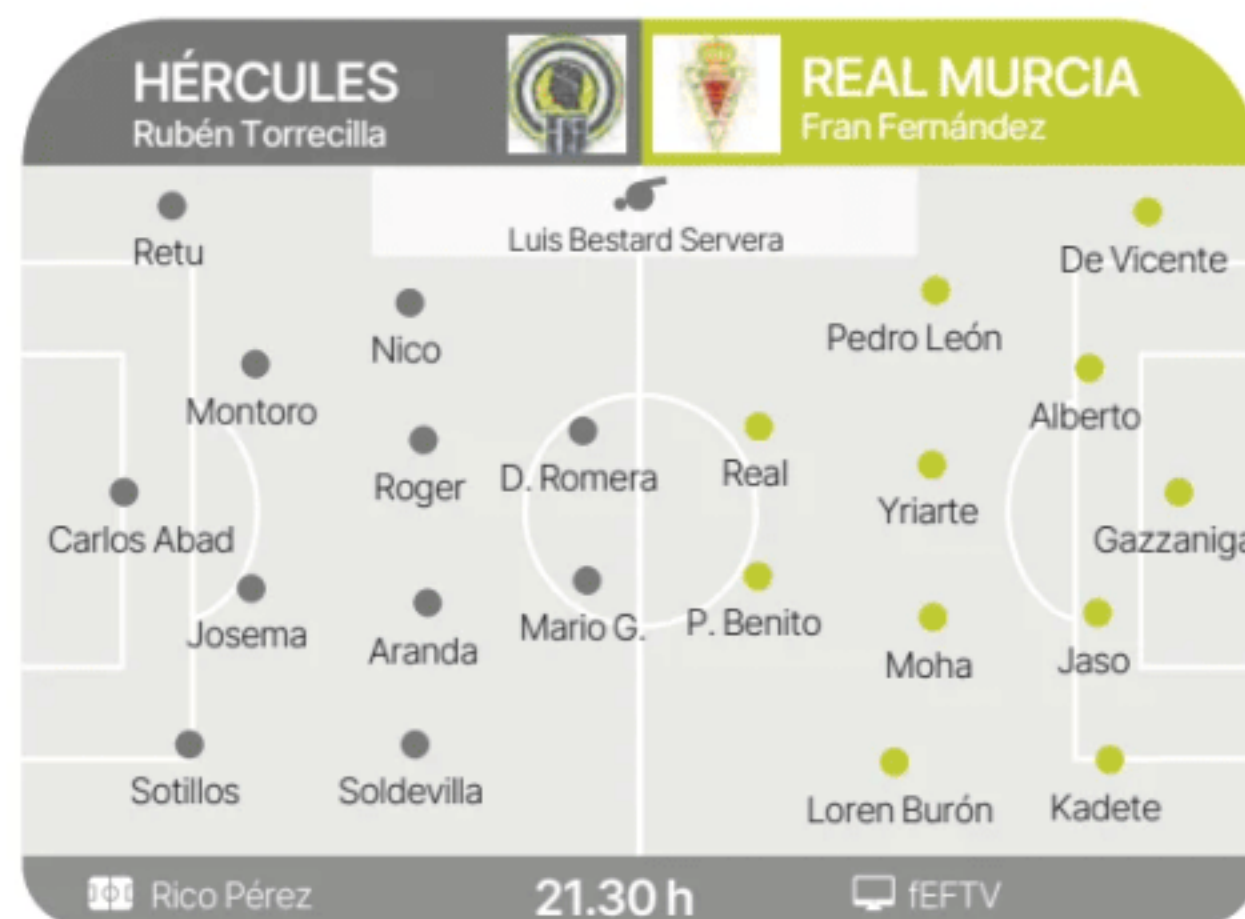 HÉRCULES
Rubén Torrecilla
REAL MURCIA
Fran Fernández
Luis Bestard Servera
Retu
De Vicente
Nico
Pedro León
Montoro
Alberto
Roger
D. Romera
Real
Yriarte
Carlos Abad
Gazzaniga
Josema
Aranda
Mario G.
P. Benito
Moha
Jaso
Sotillos
Soldevilla
Loren Burón
Kadete
Rico Pérez
21.30 h
fEFTV